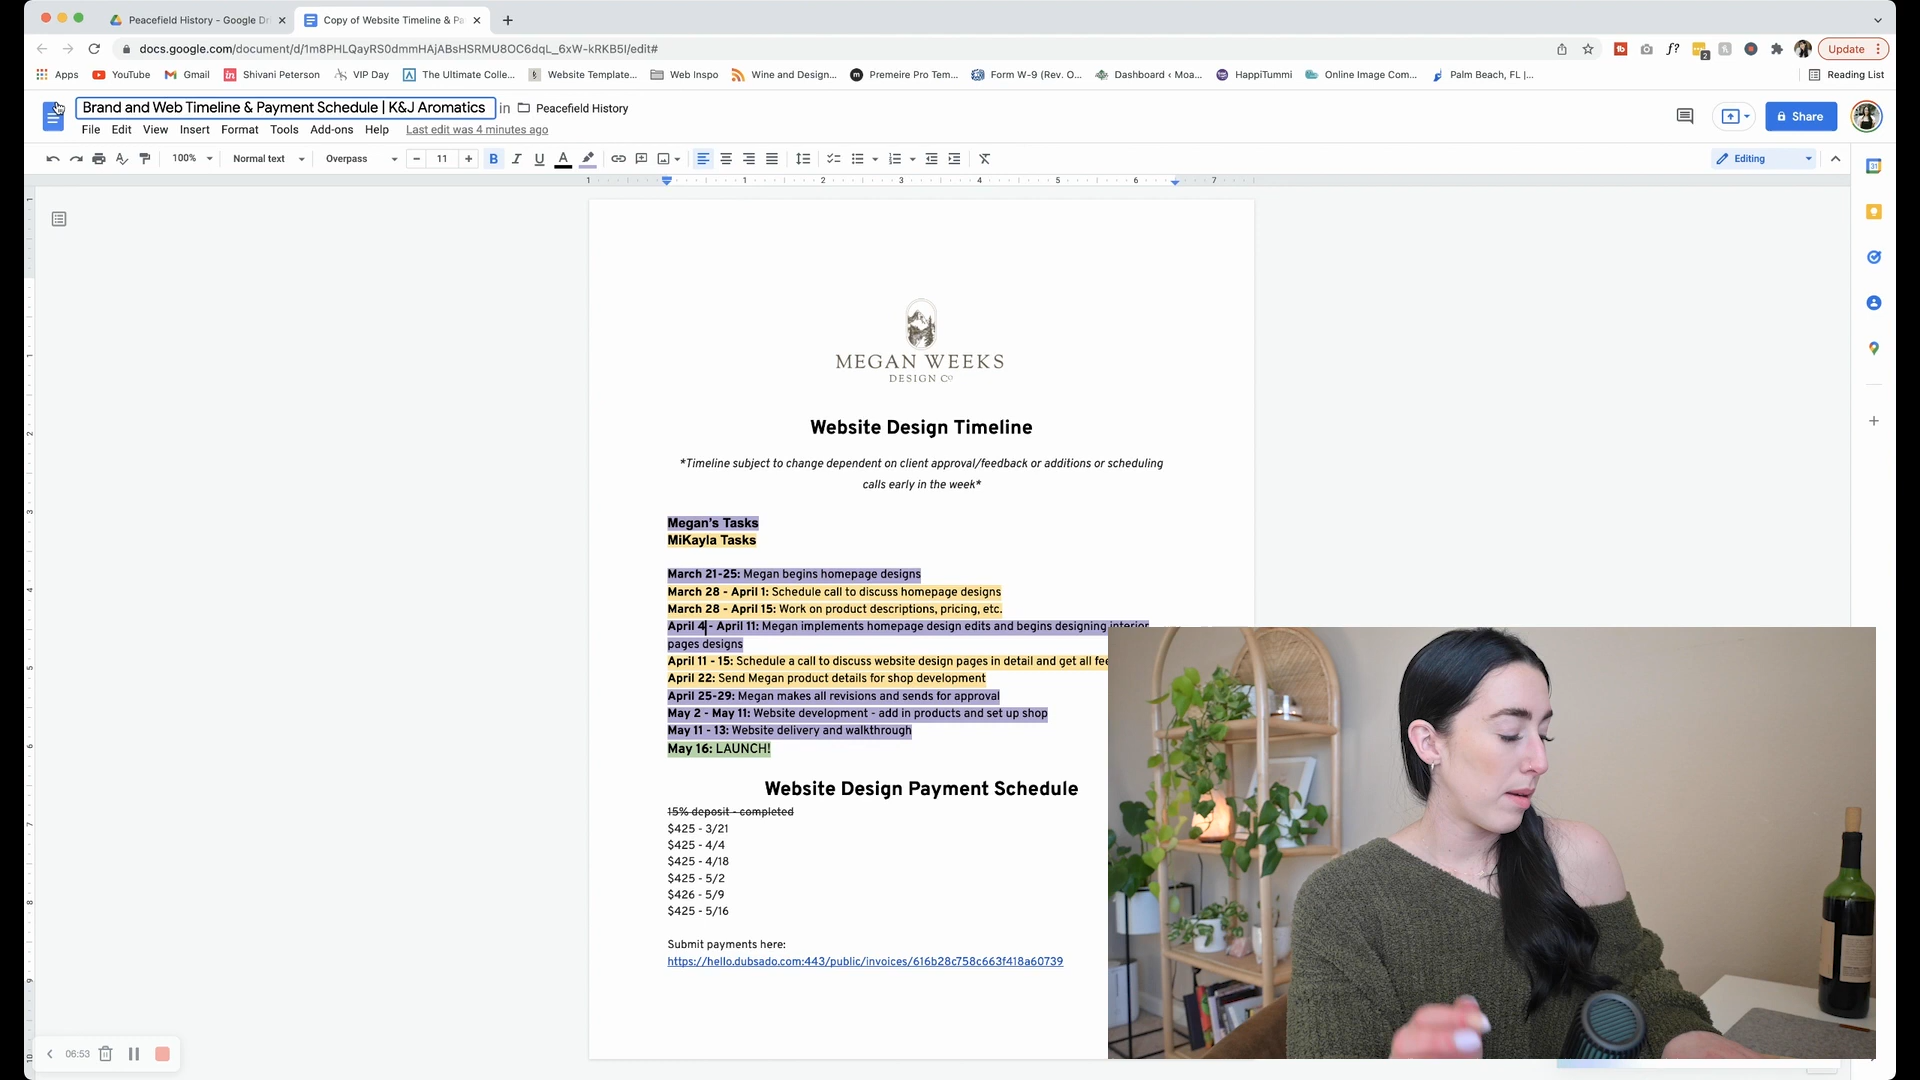 Peacefield History - Google Dr
Copy of Website Timeline & Pa
docs.google.com/document/d/1m8PHLQayRS0dmmHAjABsHSRMU8OC6dqL_6xW-kRKB5I/edit#
Update
Apps
YouTube
Gmail
Shivani Peterson
VIP Day
The Ultimate Colle...
Website Template...
Web Inspo
Wine and Design...
Premeire Pro Tem...
Form W-9 (Rev. O...
Dashboard ‹ Moa...
HappiTummi
Online Image Com...
Palm Beach, FL |...
Reading List
Brand and Web Timeline & Payment Schedule | K&J Aromatics
in Peacefield History
File Edit View Insert Format Tools Add-ons Help Last edit was 4 minutes ago
Share
100% Normal text Overpass 11 B I U A
Editing
1 1 2 3 4 5 6 7
MEGAN WEEKS
DESIGN CO
Website Design Timeline
*Timeline subject to change dependent on client approval/feedback or additions or scheduling
calls early in the week*
Megan's Tasks
MiKayla Tasks
March 21-25: Megan begins homepage designs
March 28 - April 1: Schedule call to discuss homepage designs
March 28 - April 15: Work on product descriptions, pricing, etc.
April 4 - April 11: Megan implements homepage design edits and begins designing interior
pages designs
April 11 - 15: Schedule a call to discuss website design pages in detail and get all fee
April 22: Send Megan product details for shop development
April 25-29: Megan makes all revisions and sends for approval
May 2 - May 11: Website development - add in products and set up shop
May 11 - 13: Website delivery and walkthrough
May 16: LAUNCH!
Website Design Payment Schedule
15% deposit - completed
$425 - 3/21
$425 - 4/4
$425 - 4/18
$425 - 5/2
$426 - 5/9
$425 - 5/16
Submit payments here:
https://hello.dubsado.com:443/public/invoices/616b28c758c663f418a60739
06:53